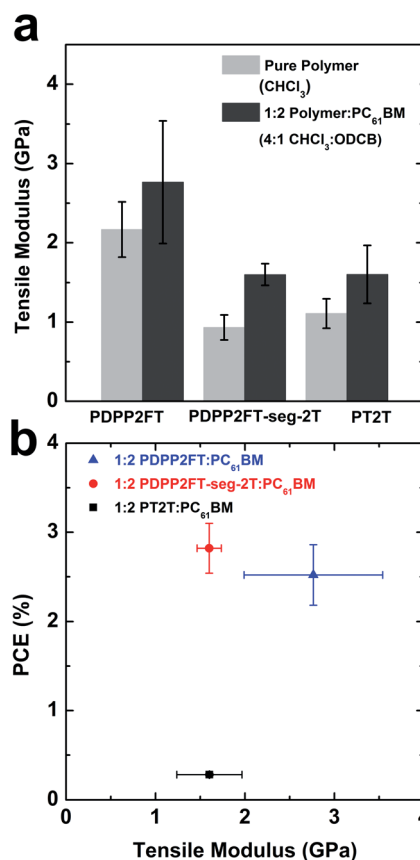 a
5
4
3
2
1
0
Tensile Modulus (GPa)
Pure Polymer
(CHCl₃)
1:2 Polymer:PC₆₁BM
(4:1 CHCl₃:ODCB)
PDPP2FT PDPP2FT-seg-2T PT2T
b
4
3
2
1
0
PCE (%)
1:2 PDPP2FT:PC₆₁BM
1:2 PDPP2FT-seg-2T:PC₆₁BM
1:2 PT2T:PC₆₁BM
0 1 2 3 4
Tensile Modulus (GPa)